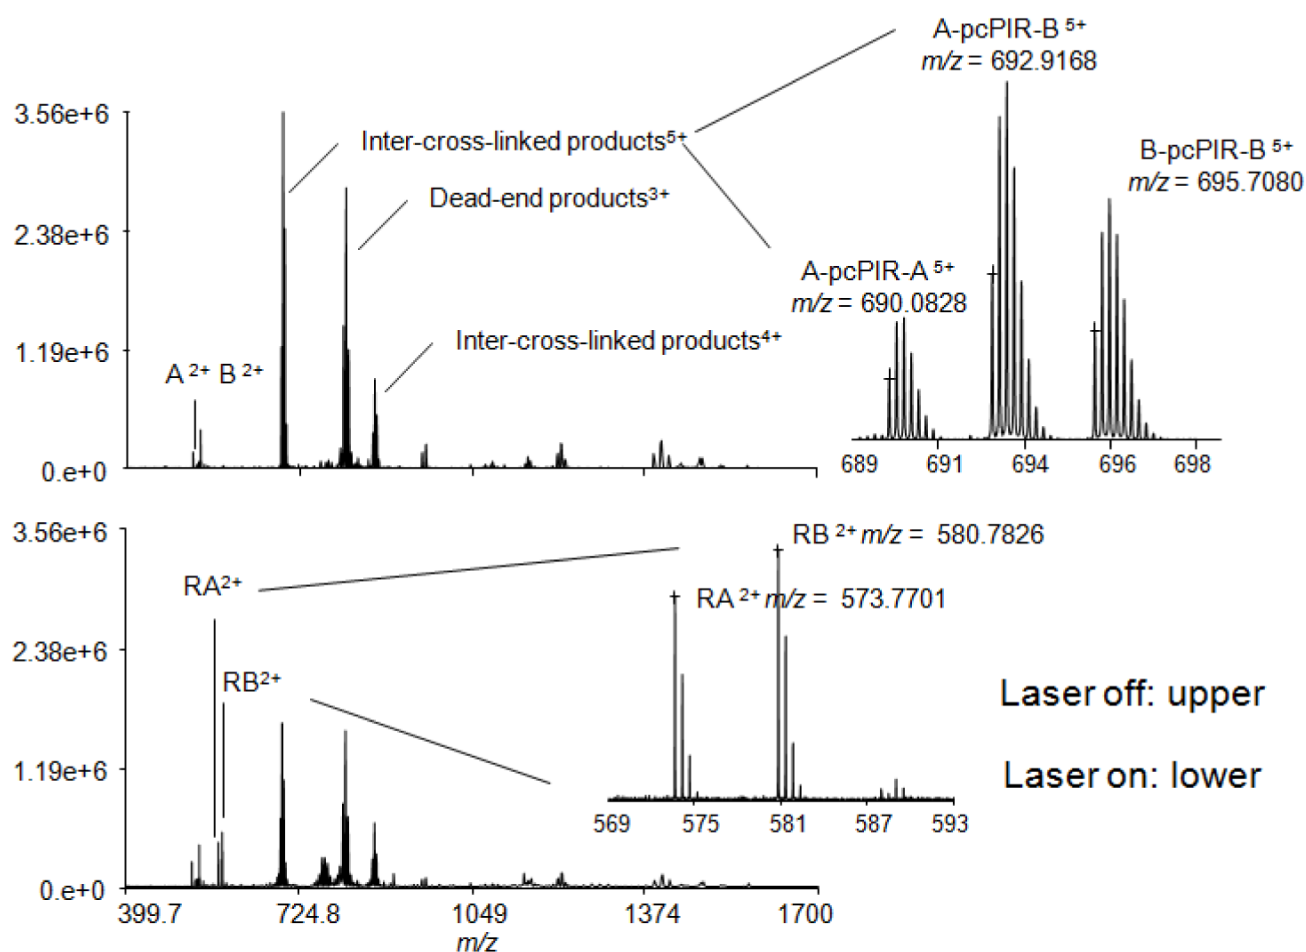 A-pcPIR-B 5+
m/z = 692.9168
3.56e+6
Inter-cross-linked products5+
B-pcPIR-B 5+
m/z = 695.7080
Dead-end products3+
2.38e+6
A-pcPIR-A 5+
m/z = 690.0828
Inter-cross-linked products4+
1.19e+6
A 2+ B 2+
0.e+0
689 691 694 696 698
3.56e+6
RB 2+ m/z = 580.7826
RA2+
RA 2+ m/z = 573.7701
2.38e+6
RB2+
Laser off: upper
1.19e+6
Laser on: lower
569 575 581 587 593
0.e+0
399.7 724.8 1049 1374 1700
m/z